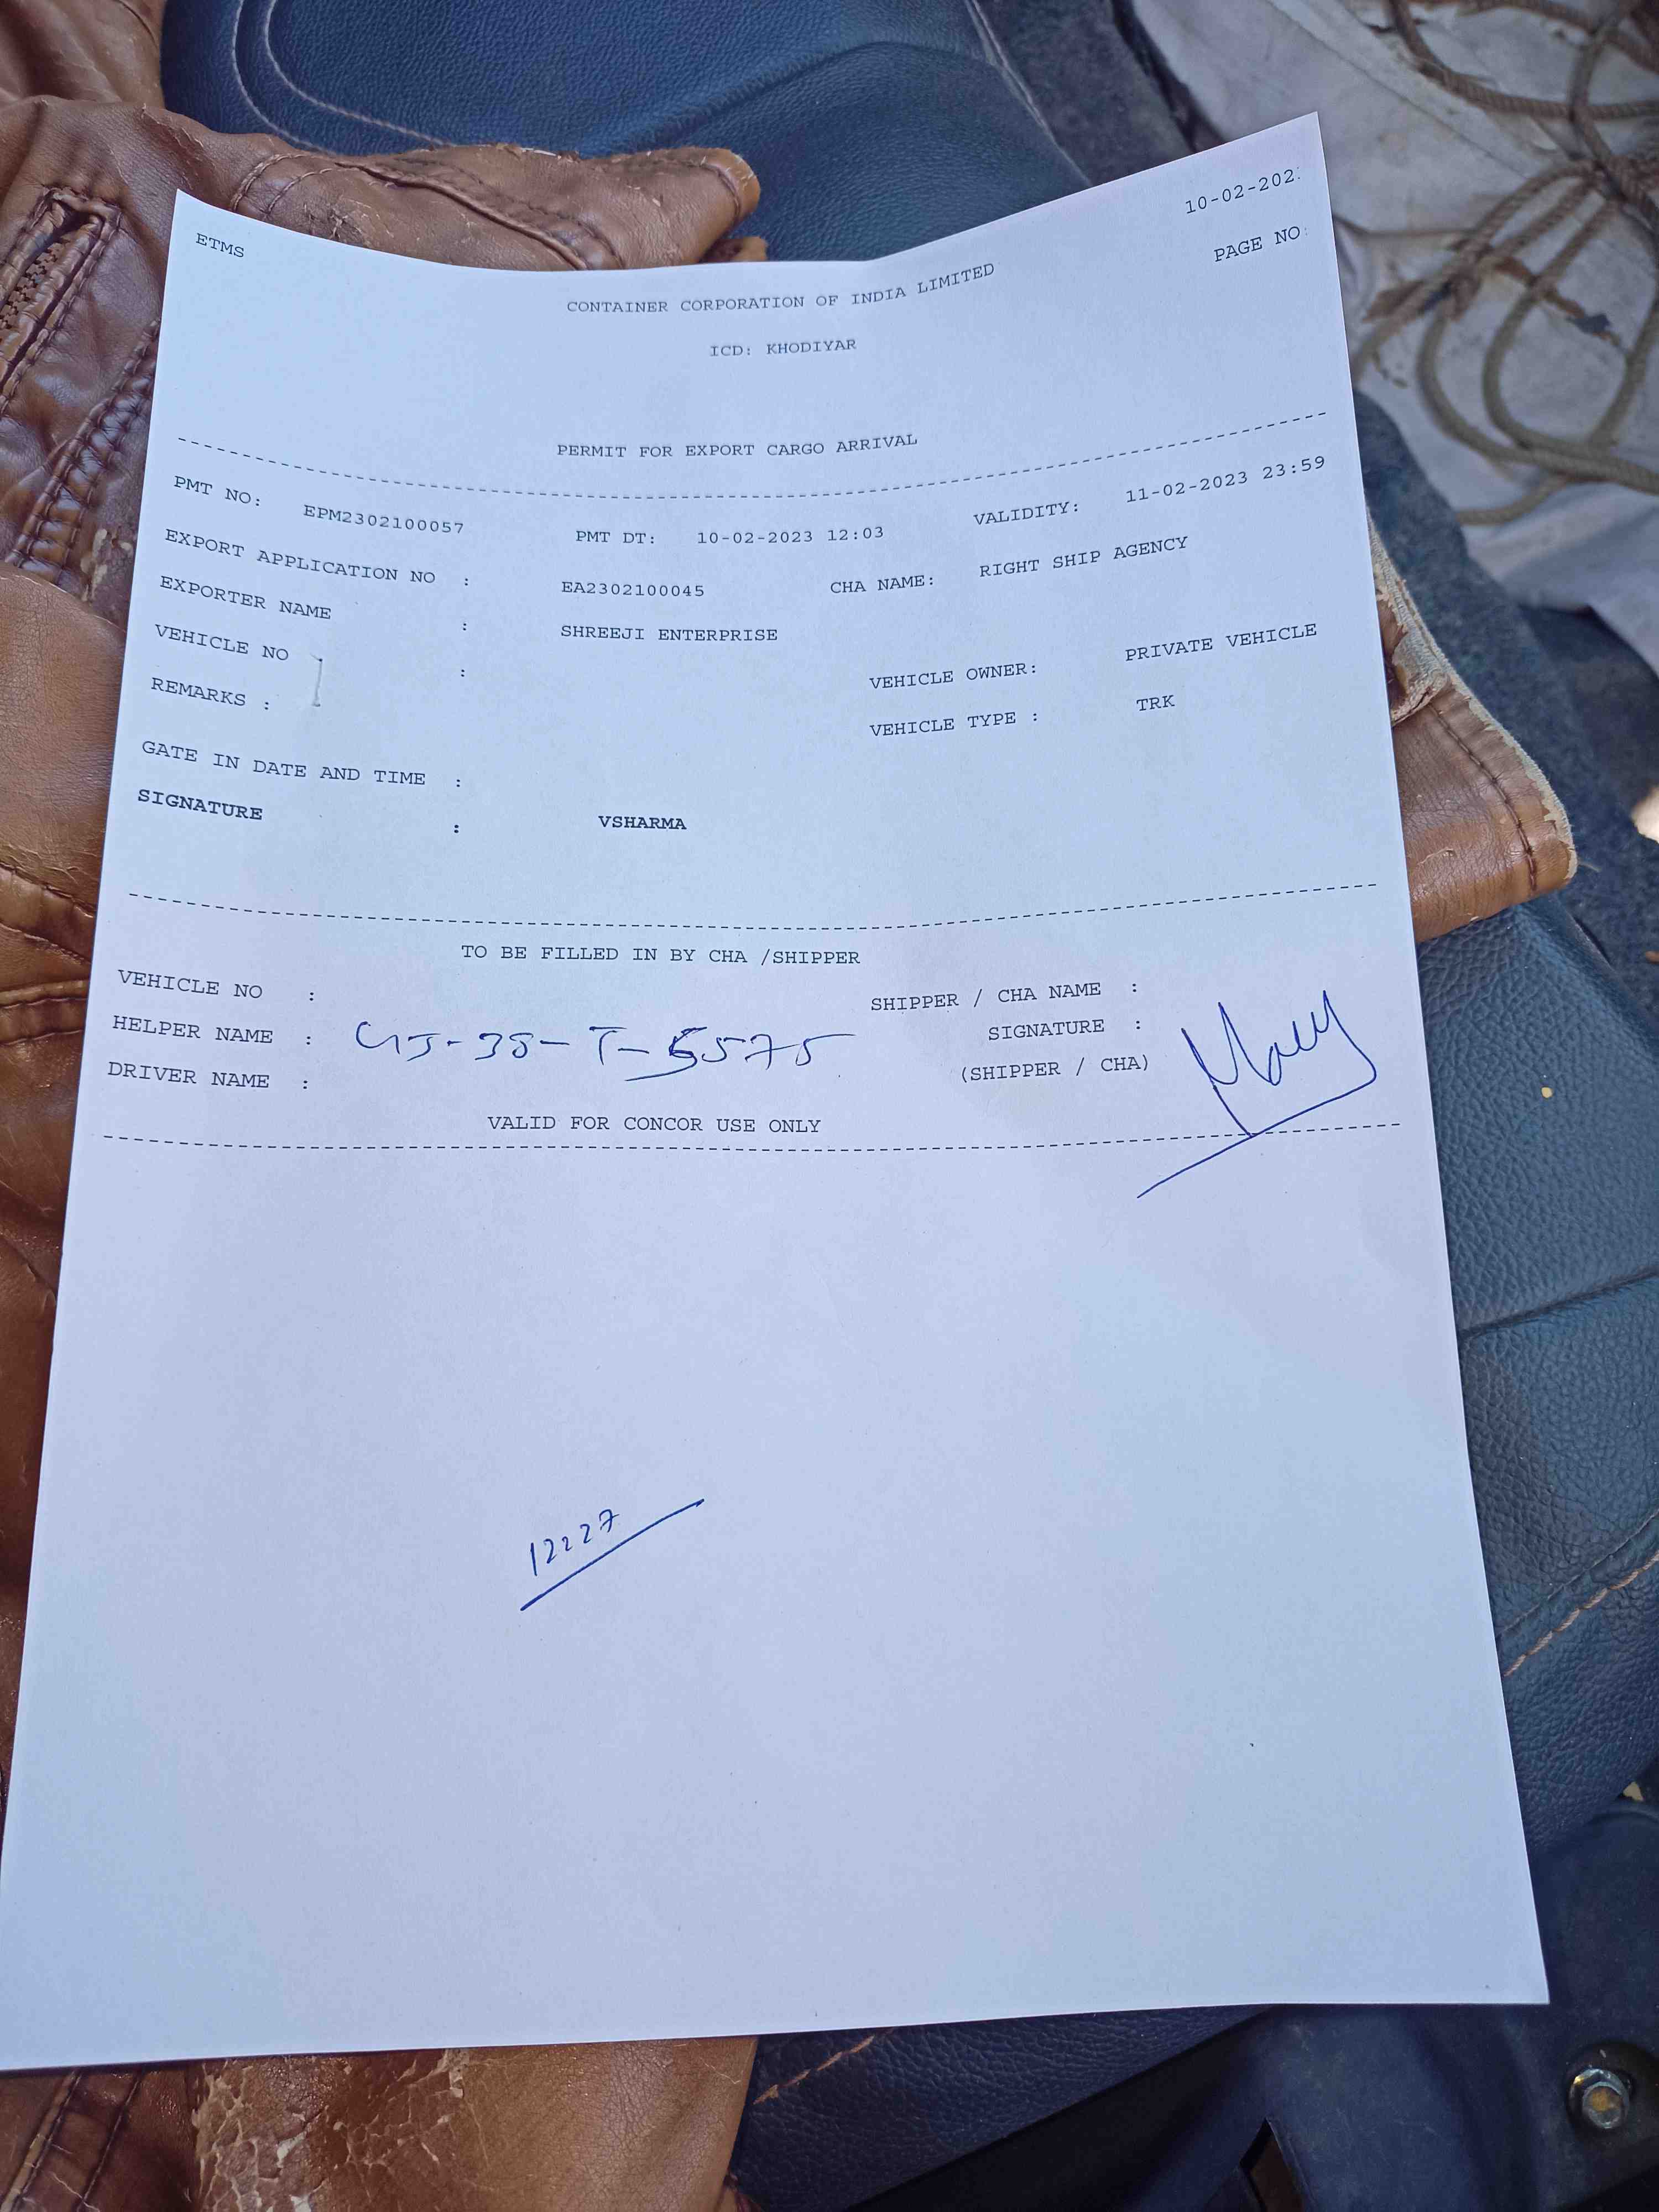 ETMS 10-02-202
PAGE NO:
CONTAINER CORPORATION OF INDIA LIMITED
ICD: KHODIYAR
PERMIT FOR EXPORT CARGO ARRIVAL
PMT NO: EPM2302100057 PMT DT: 10-02-2023 12:03 VALIDITY: 11-02-2023 23:59
EXPORT APPLICATION NO : EA2302100045 CHA NAME: RIGHT SHIP AGENCY
EXPORTER NAME : SHREEJI ENTERPRISE
VEHICLE NO : VEHICLE OWNER: PRIVATE VEHICLE
REMARKS : VEHICLE TYPE : TRK
GATE IN DATE AND TIME :
SIGNATURE : VSHARMA
TO BE FILLED IN BY CHA /SHIPPER
VEHICLE NO : SHIPPER / CHA NAME :
HELPER NAME : GJ-38-T-5575 SIGNATURE :
DRIVER NAME : (SHIPPER / CHA)
VALID FOR CONCOR USE ONLY
12227